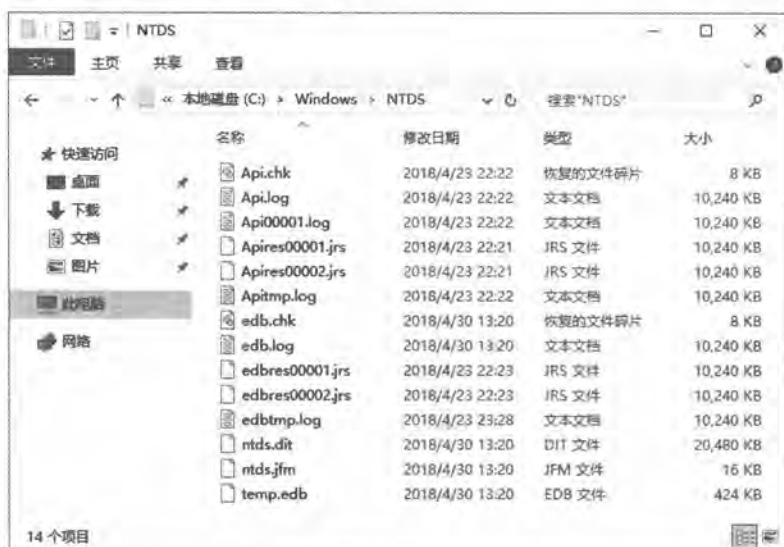 NTDS
文件 主页 共享 查看
« 本地磁盘 (C:) › Windows › NTDS 搜索"NTDS"
名称 修改日期 类型 大小
快速访问
桌面
下载
文档
图片
此电脑
网络
Api.chk 2018/4/23 22:22 恢复的文件碎片 8 KB
Api.log 2018/4/23 22:22 文本文档 10,240 KB
Api00001.log 2018/4/23 22:22 文本文档 10,240 KB
Apires00001.jrs 2018/4/23 22:21 JRS 文件 10,240 KB
Apires00002.jrs 2018/4/23 22:21 JRS 文件 10,240 KB
Apitmp.log 2018/4/23 22:22 文本文档 10,240 KB
edb.chk 2018/4/30 13:20 恢复的文件碎片 8 KB
edb.log 2018/4/30 13:20 文本文档 10,240 KB
edbres00001.jrs 2018/4/23 22:23 JRS 文件 10,240 KB
edbres00002.jrs 2018/4/23 22:23 JRS 文件 10,240 KB
edbtmp.log 2018/4/23 23:28 文本文档 10,240 KB
ntds.dit 2018/4/30 13:20 DIT 文件 20,480 KB
ntds.jfm 2018/4/30 13:20 JFM 文件 16 KB
temp.edb 2018/4/30 13:20 EDB 文件 424 KB
14 个项目